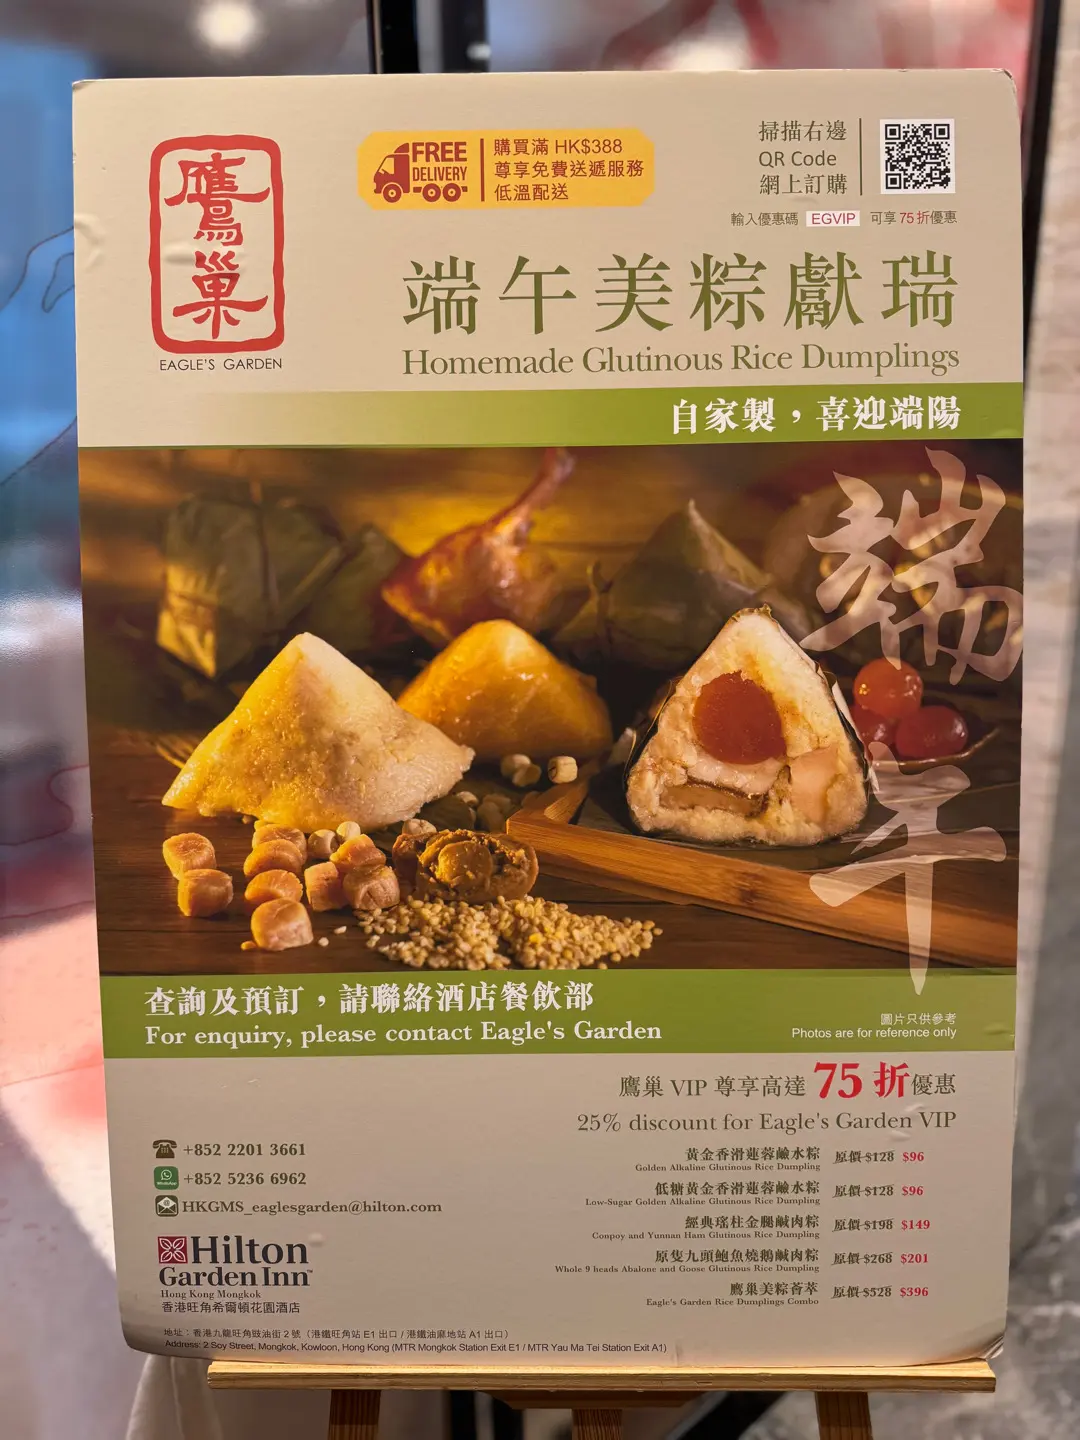 鷹巢
EAGLE'S GARDEN
FREE
DELIVERY
購買滿 HK$388
尊享免費送遞服務
低溫配送
掃描右邊
QR Code
網上訂購
輸入優惠碼 EGVIP 可享 75 折優惠
端午美粽獻瑞
Homemade Glutinous Rice Dumplings
自家製，喜迎端陽
端午
查詢及預訂，請聯絡酒店餐飲部
For enquiry, please contact Eagle's Garden
圖片只供參考
Photos are for reference only
鷹巢 VIP 尊享高達 75 折優惠
25% discount for Eagle's Garden VIP
+852 2201 3661
WhatsApp
+852 5236 6962
HKGMS_eaglesgarden@hilton.com
黃金香滑蓮蓉鹼水粽 原價 $128 $96
Golden Alkaline Glutinous Rice Dumpling
低糖黃金香滑蓮蓉鹼水粽 原價 $128 $96
Low-Sugar Golden Alkaline Glutinous Rice Dumpling
經典瑤柱金腿鹹肉粽 原價 $198 $149
Conpoy and Yunnan Ham Glutinous Rice Dumpling
原隻九頭鮑魚燒鵝鹹肉粽 原價 $268 $201
Whole 9 heads Abalone and Goose Glutinous Rice Dumpling
鷹巢美粽薈萃 原價 $528 $396
Eagle's Garden Rice Dumplings Combo
Hilton
Garden Inn™
Hong Kong Mongkok
香港旺角希爾頓花園酒店
地址：香港九龍旺角豉油街 2 號（港鐵旺角站 E1 出口 / 港鐵油麻地站 A1 出口）
Address: 2 Soy Street, Mongkok, Kowloon, Hong Kong (MTR Mongkok Station Exit E1 / MTR Yau Ma Tei Station Exit A1)